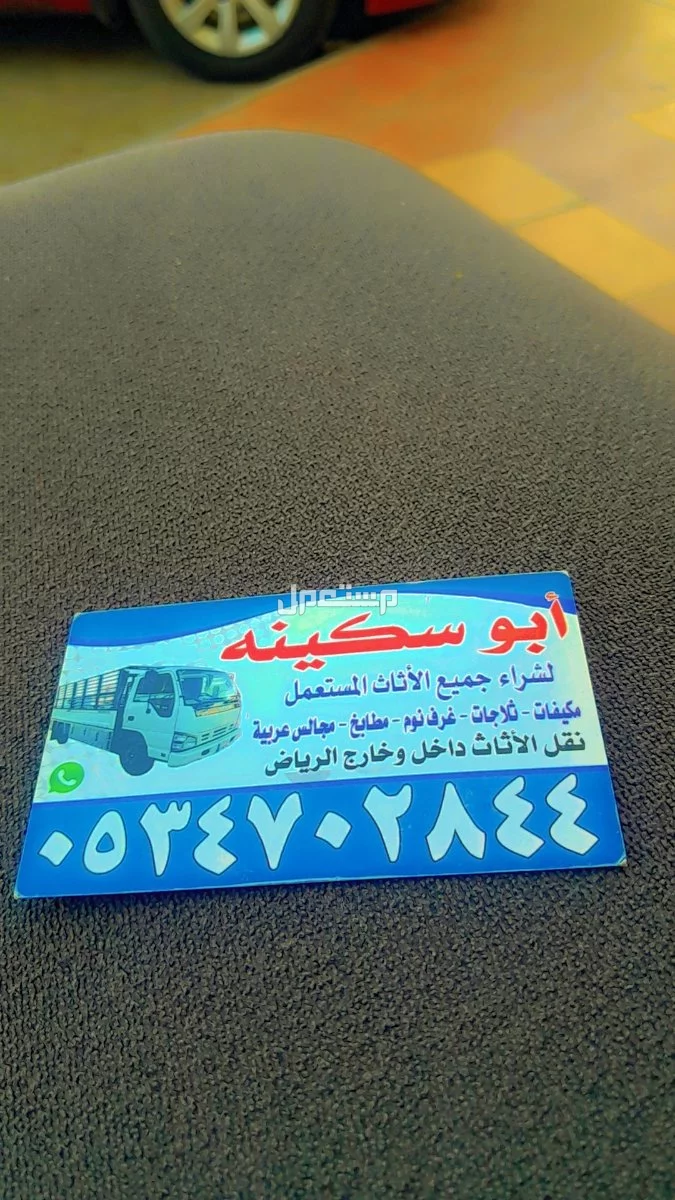 مستعمل
أبو سكينه
لشراء جميع الأثاث المستعمل
مكيفات - ثلاجات - غرف نوم - مطابخ - مجالس عربية
نقل الأثاث داخل وخارج الرياض
٠٥٣٤٧٠٢٨٤٤